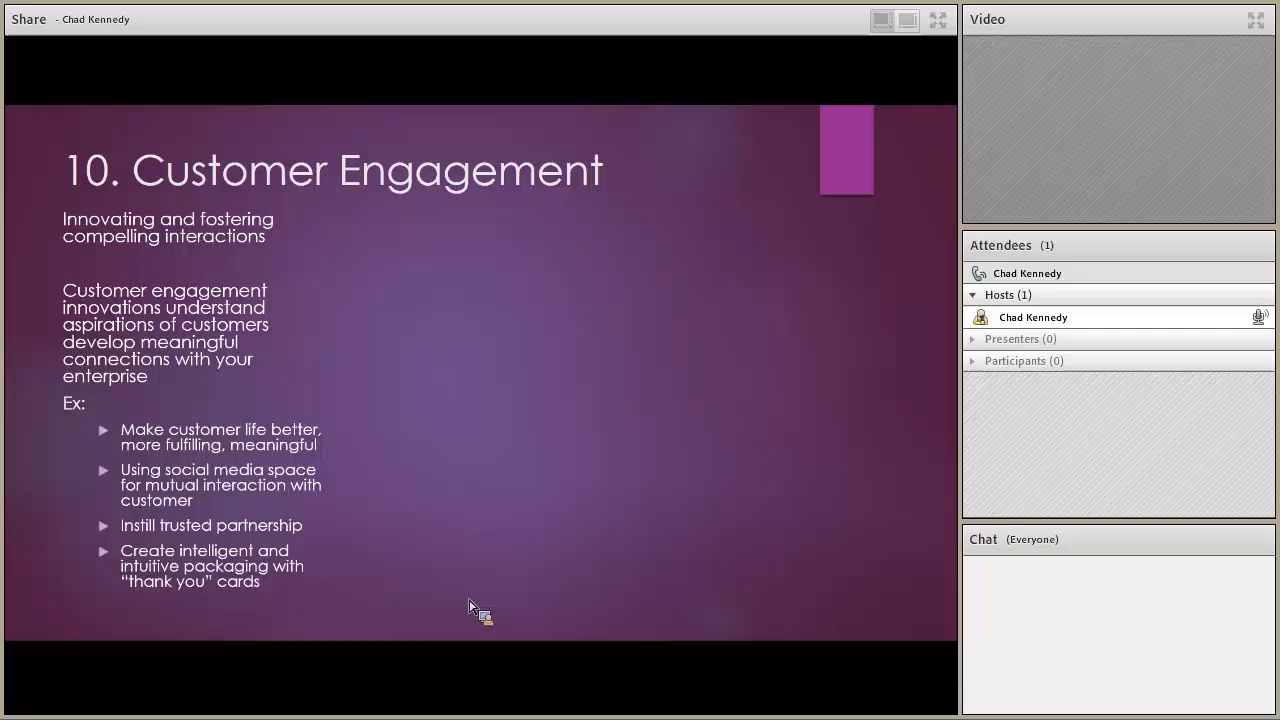 Share - Chad Kennedy
10. Customer Engagement
Innovating and fostering
compelling interactions
Customer engagement
innovations understand
aspirations of customers
develop meaningful
connections with your
enterprise
Ex:
Make customer life better,
more fulfilling, meaningful
Using social media space
for mutual interaction with
customer
Instill trusted partnership
Create intelligent and
intuitive packaging with
“thank you” cards
Video
Attendees (1)
Chad Kennedy
Hosts (1)
Chad Kennedy
Presenters (0)
Participants (0)
Chat (Everyone)